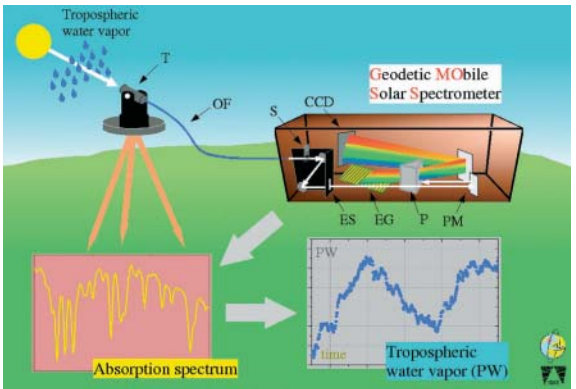 Tropospheric
water vapor
T
OF
Geodetic MObile
Solar Spectrometer
CCD
S
ES
EG
P
PM
PW
time
Absorption spectrum
Tropospheric
water vapor (PW)